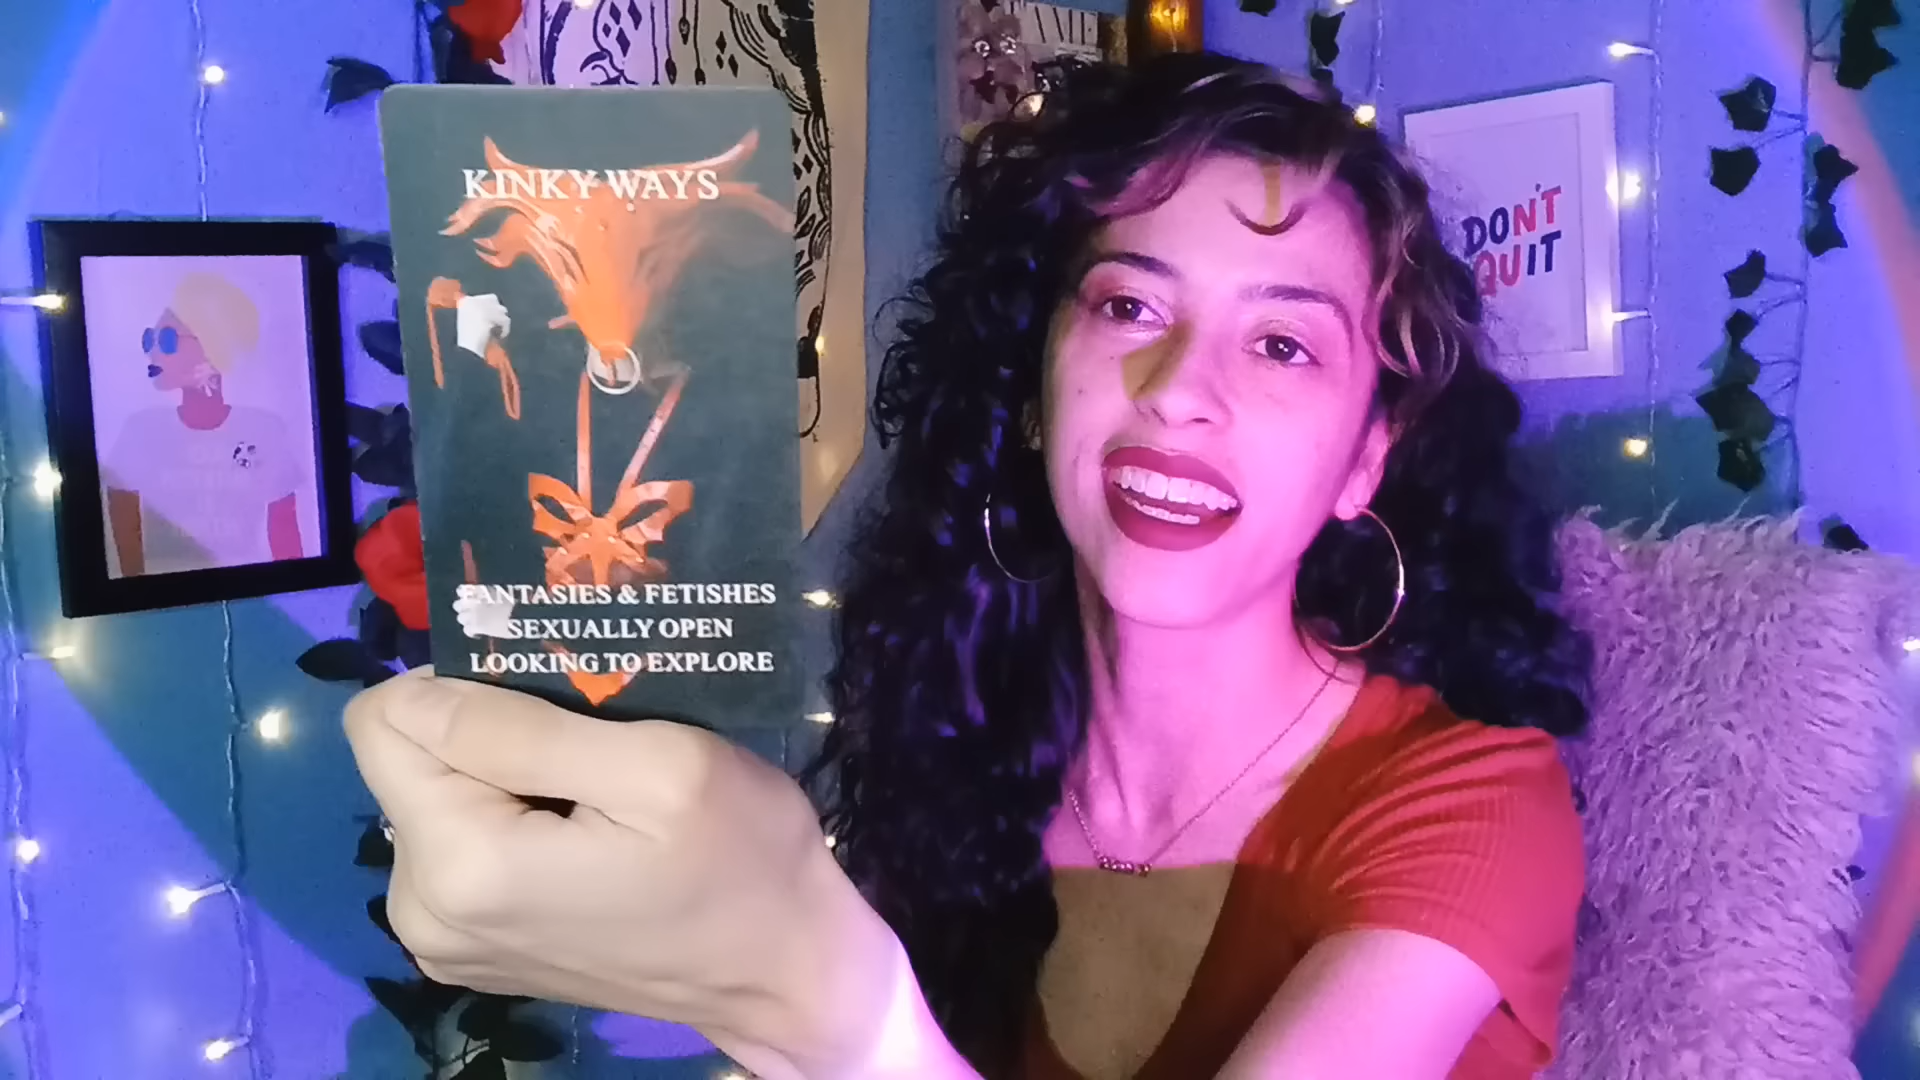 KINKY WAYS
FANTASIES & FETISHES
SEXUALLY OPEN
LOOKING TO EXPLORE
DON'T
QUIT